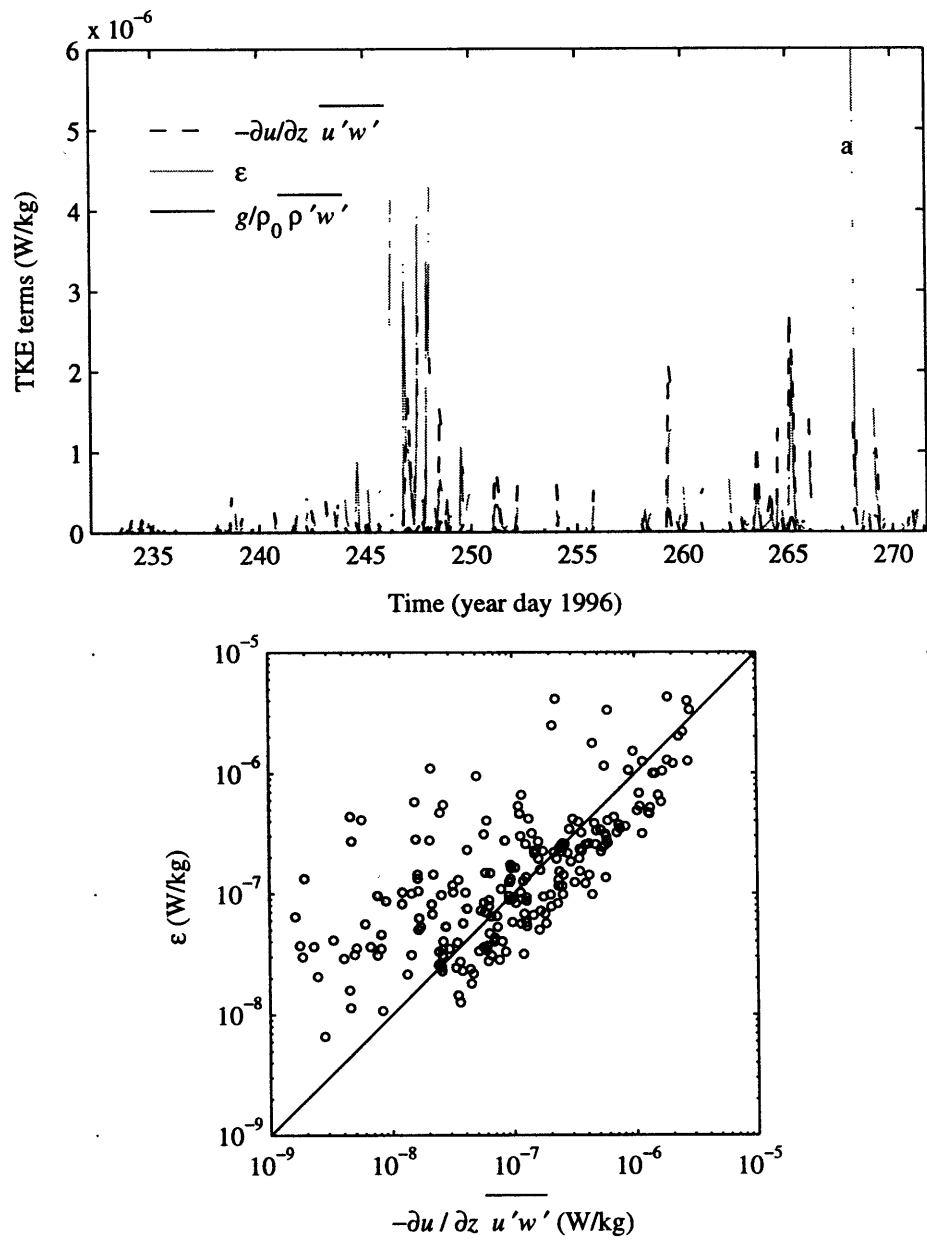 x 10⁻⁶
6
5
4
3
2
1
0
TKE terms (W/kg)
−∂u/∂z u′w′
ε
g/ρ₀ ρ′w′
a
235 240 245 250 255 260 265 270
Time (year day 1996)
10⁻⁵
10⁻⁶
10⁻⁷
10⁻⁸
10⁻⁹
ε (W/kg)
10⁻⁹ 10⁻⁸ 10⁻⁷ 10⁻⁶ 10⁻⁵
−∂u / ∂z u′w′ (W/kg)